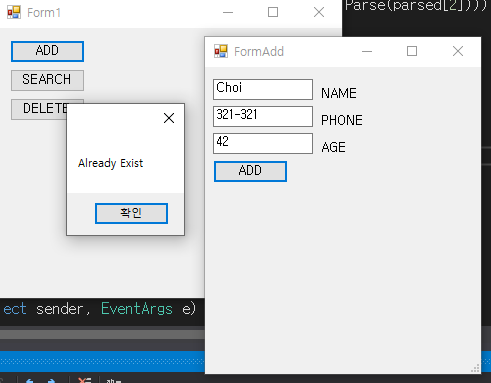 Parse(parsed[2])))
Form1
FormAdd
ADD
SEARCH
DELETE
Choi
NAME
321-321
PHONE
42
AGE
ADD
Already Exist
확인
ect sender, EventArgs e)